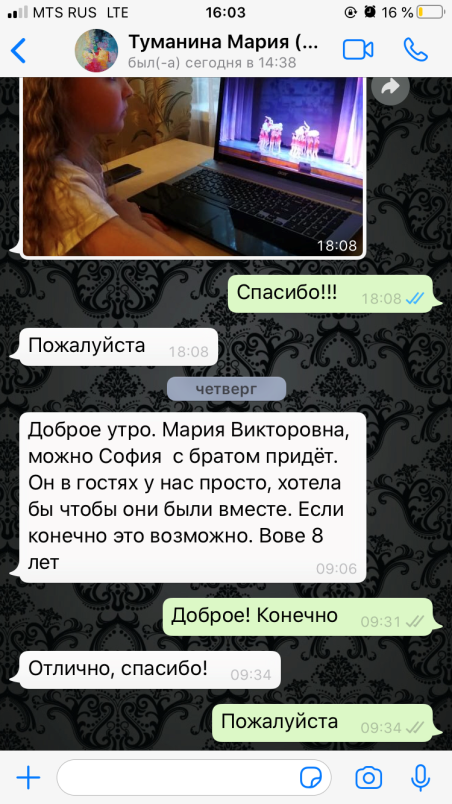 MTS RUS LTE 16:03 16 %
Туманина Мария (...
был(-а) сегодня в 14:38
18:08
Спасибо!!! 18:08
Пожалуйста 18:08
четверг
Доброе утро. Мария Викторовна,
можно София с братом придёт.
Он в гостях у нас просто, хотела
бы чтобы они были вместе. Если
конечно это возможно. Вове 8
лет 09:06
Доброе! Конечно 09:31
Отлично, спасибо! 09:34
Пожалуйста 09:34